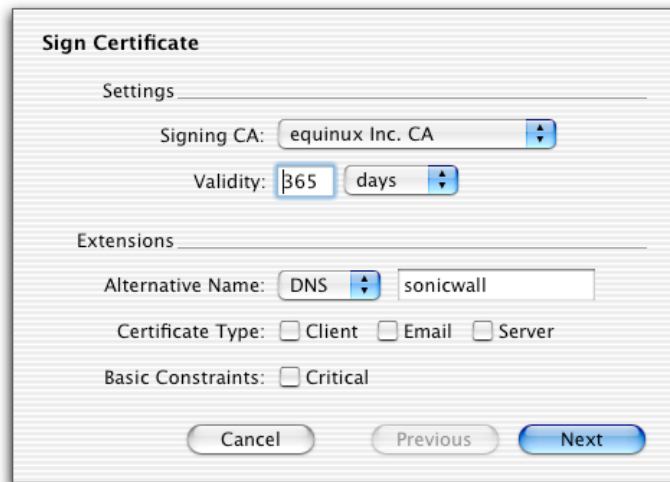 Sign Certificate
Settings
Signing CA: equinux Inc. CA
Validity: 365 days
Extensions
Alternative Name: DNS sonicwall
Certificate Type: Client Email Server
Basic Constraints: Critical
Cancel Previous Next